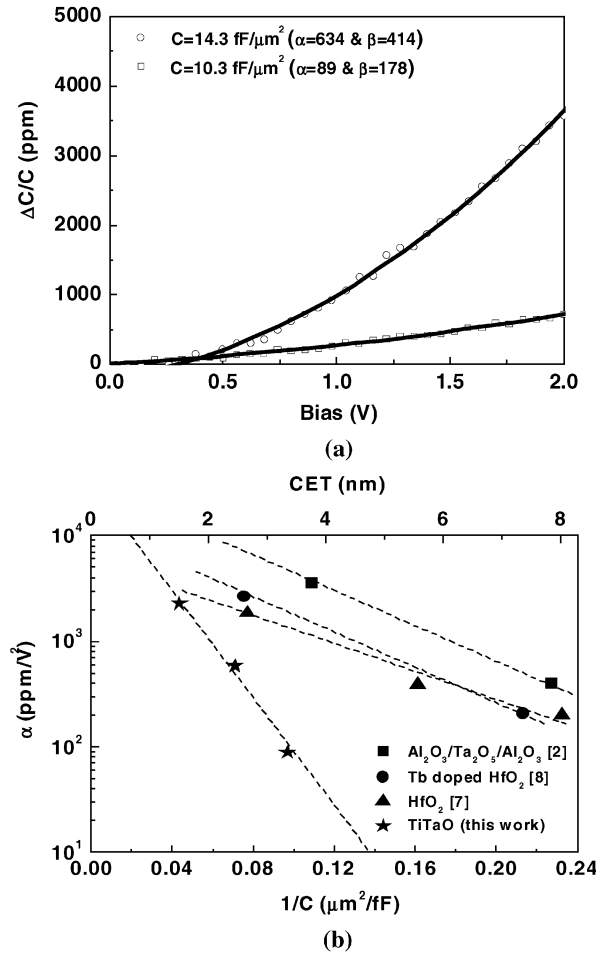 5000
4000
3000
2000
1000
0
ΔC/C (ppm)
C=14.3 fF/μm² (α=634 & β=414)
C=10.3 fF/μm² (α=89 & β=178)
0.0 0.5 1.0 1.5 2.0
Bias (V)
(a)
CET (nm)
0 2 4 6 8
10⁴
10³
10²
10¹
α (ppm/V²)
Al₂O₃/Ta₂O₅/Al₂O₃ [2]
Tb doped HfO₂ [8]
HfO₂ [7]
TiTaO (this work)
0.00 0.04 0.08 0.12 0.16 0.20 0.24
1/C (μm²/fF)
(b)